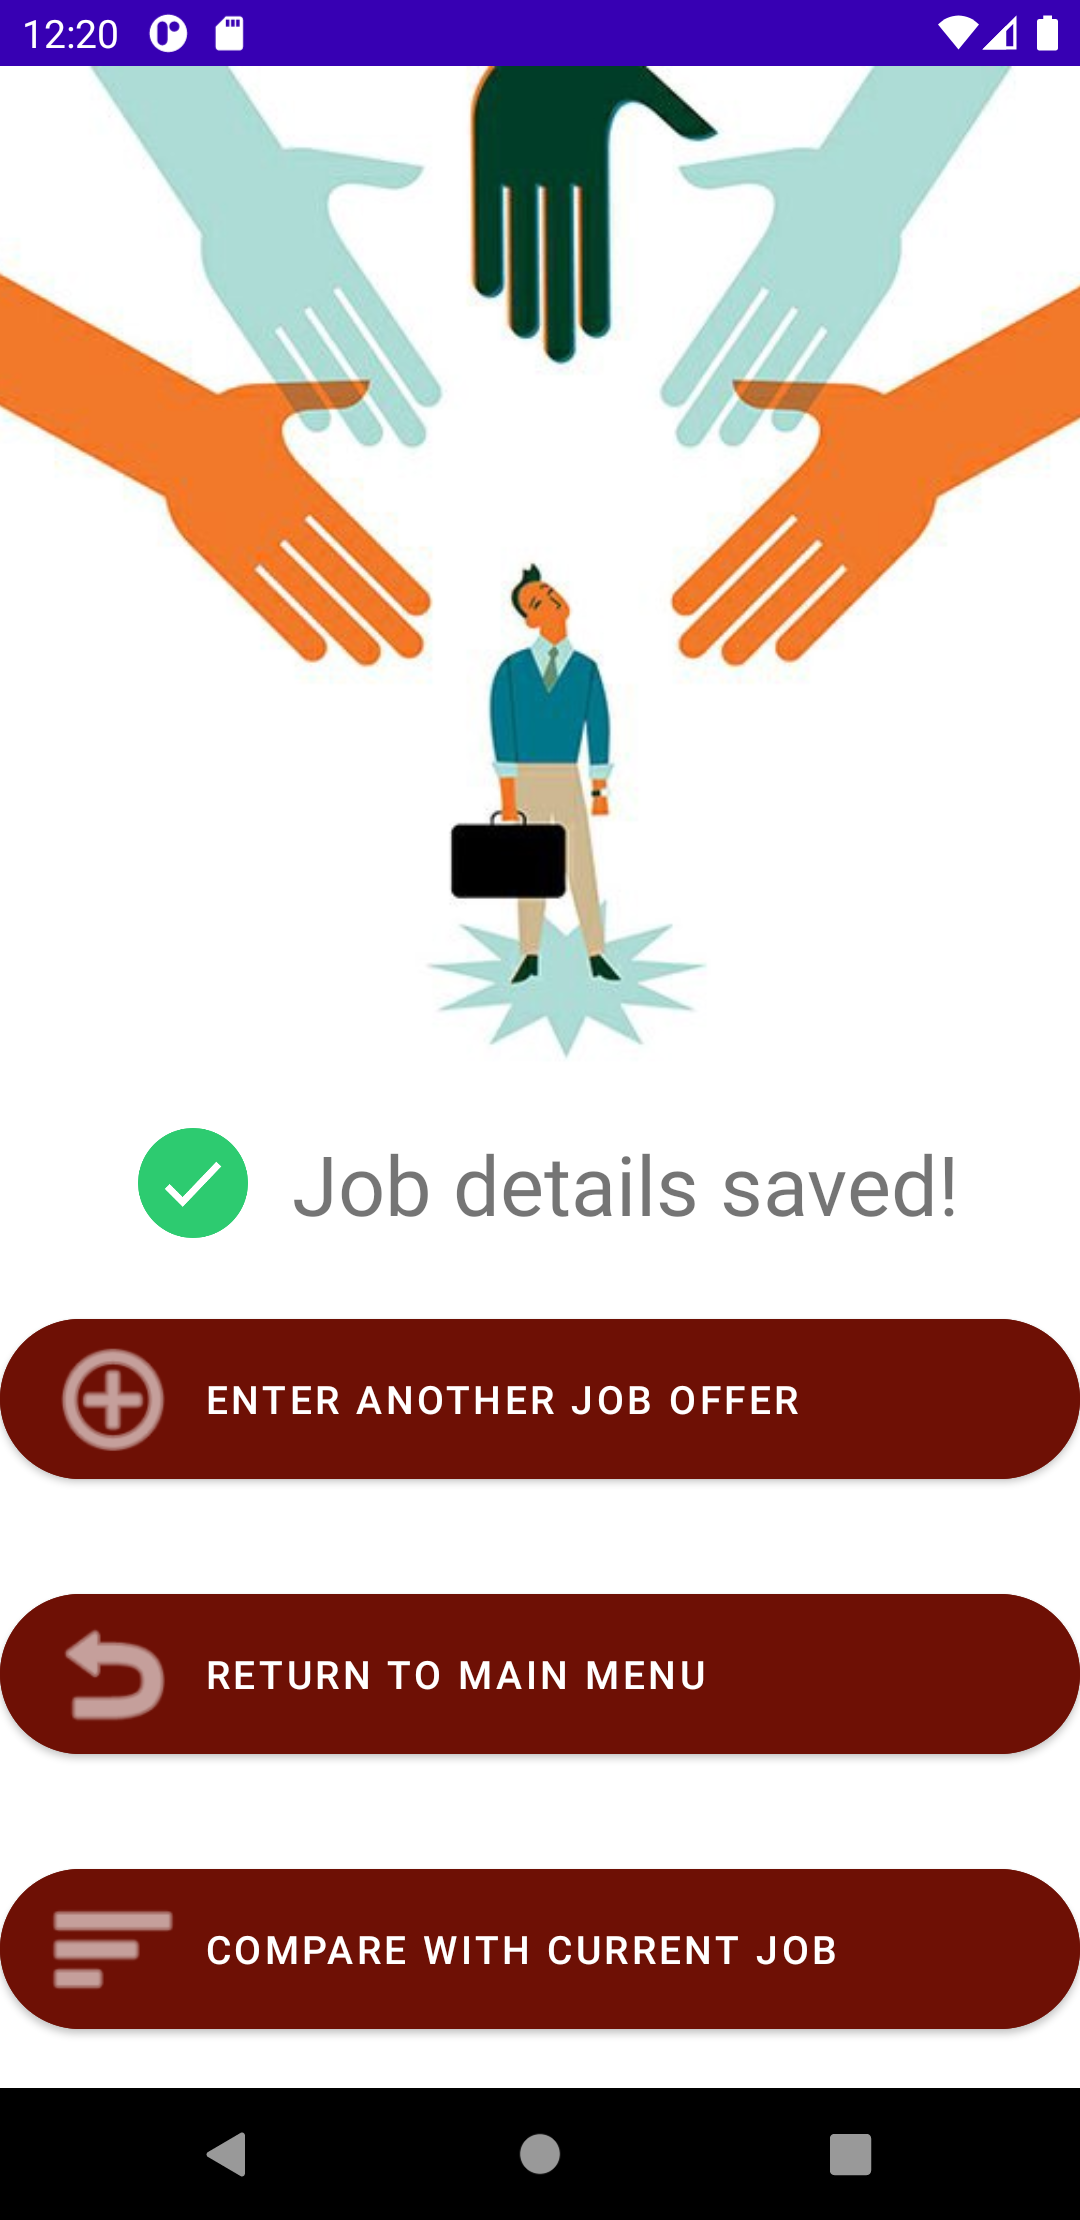 12:20
Job details saved!
ENTER ANOTHER JOB OFFER
RETURN TO MAIN MENU
COMPARE WITH CURRENT JOB